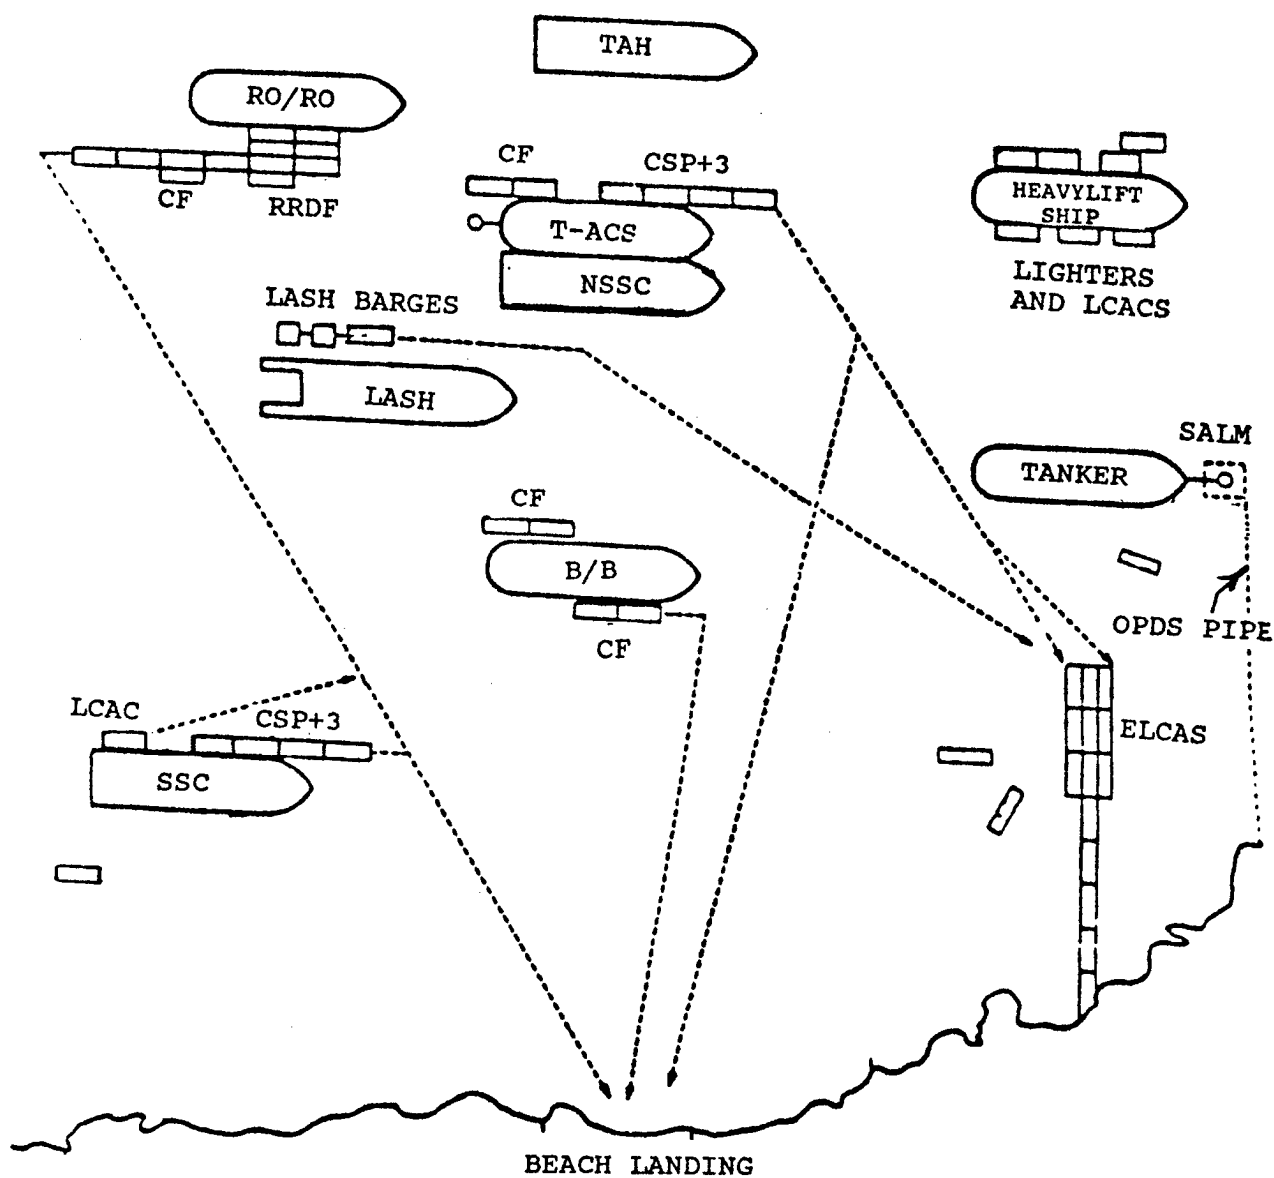 TAH
RO/RO
CF
RRDF
CF
CSP+3
T-ACS
NSSC
HEAVYLIFT
SHIP
LIGHTERS
AND LCACS
LASH BARGES
LASH
SALM
TANKER
OPDS PIPE
CF
B/B
CF
LCAC
CSP+3
SSC
ELCAS
BEACH LANDING